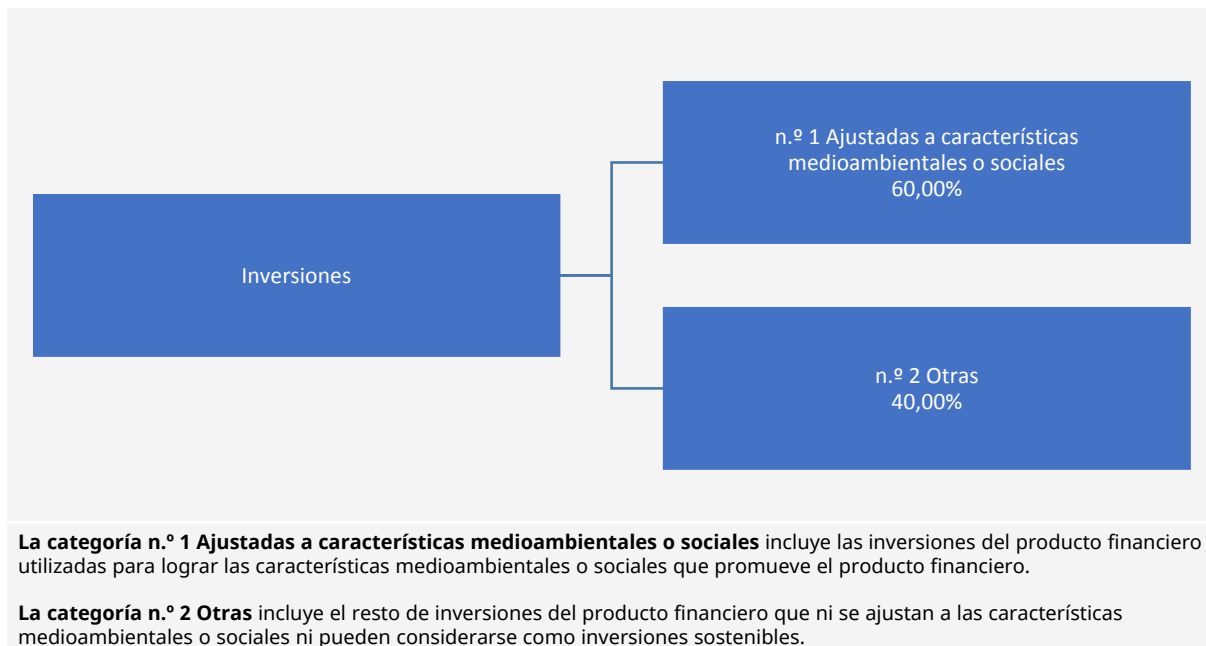 n.º 1 Ajustadas a características
medioambientales o sociales
60,00%
Inversiones
n.º 2 Otras
40,00%
La categoría n.º 1 Ajustadas a características medioambientales o sociales incluye las inversiones del producto financiero
utilizadas para lograr las características medioambientales o sociales que promueve el producto financiero.
La categoría n.º 2 Otras incluye el resto de inversiones del producto financiero que ni se ajustan a las características
medioambientales o sociales ni pueden considerarse como inversiones sostenibles.